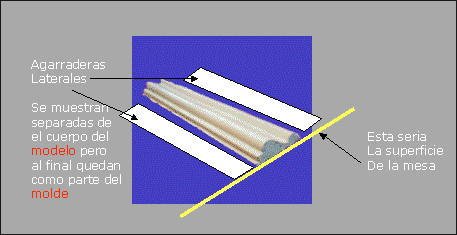 Agarraderas
Laterales
Se muestran
separadas de
el cuerpo del
modelo pero
al final quedan
como parte del
molde
Esta seria
La superficie
De la mesa